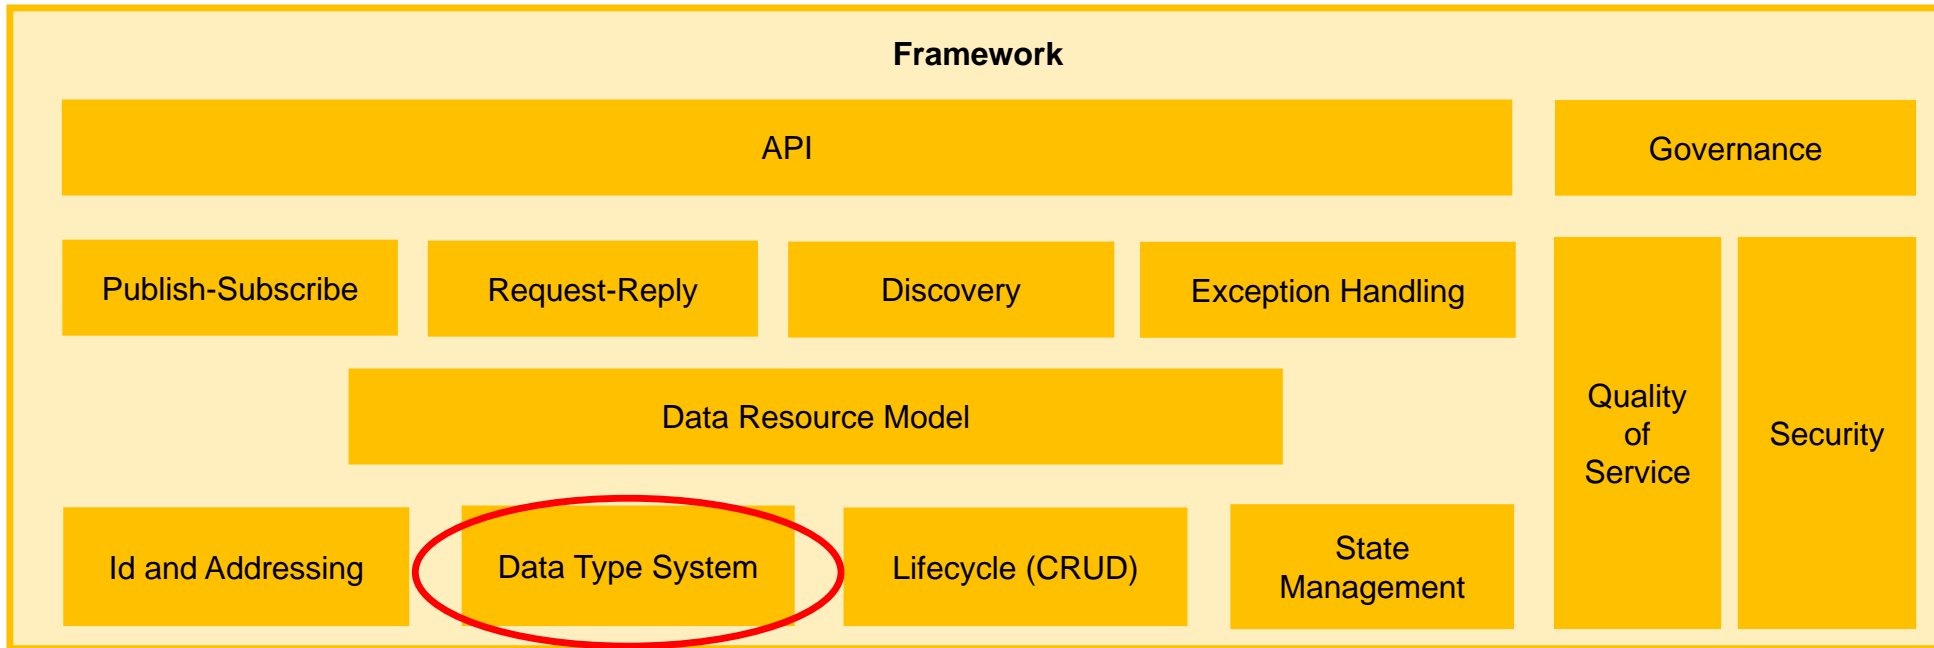 Framework
API
Governance
Publish-Subscribe
Request-Reply
Discovery
Exception Handling
Data Resource Model
Quality
of
Service
Security
Id and Addressing
Data Type System
Lifecycle (CRUD)
State
Management